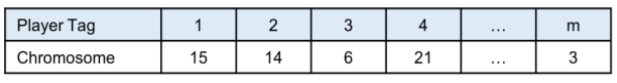 Player Tag 1 2 3 4 ... m
Chromosome 15 14 6 21 ... 3